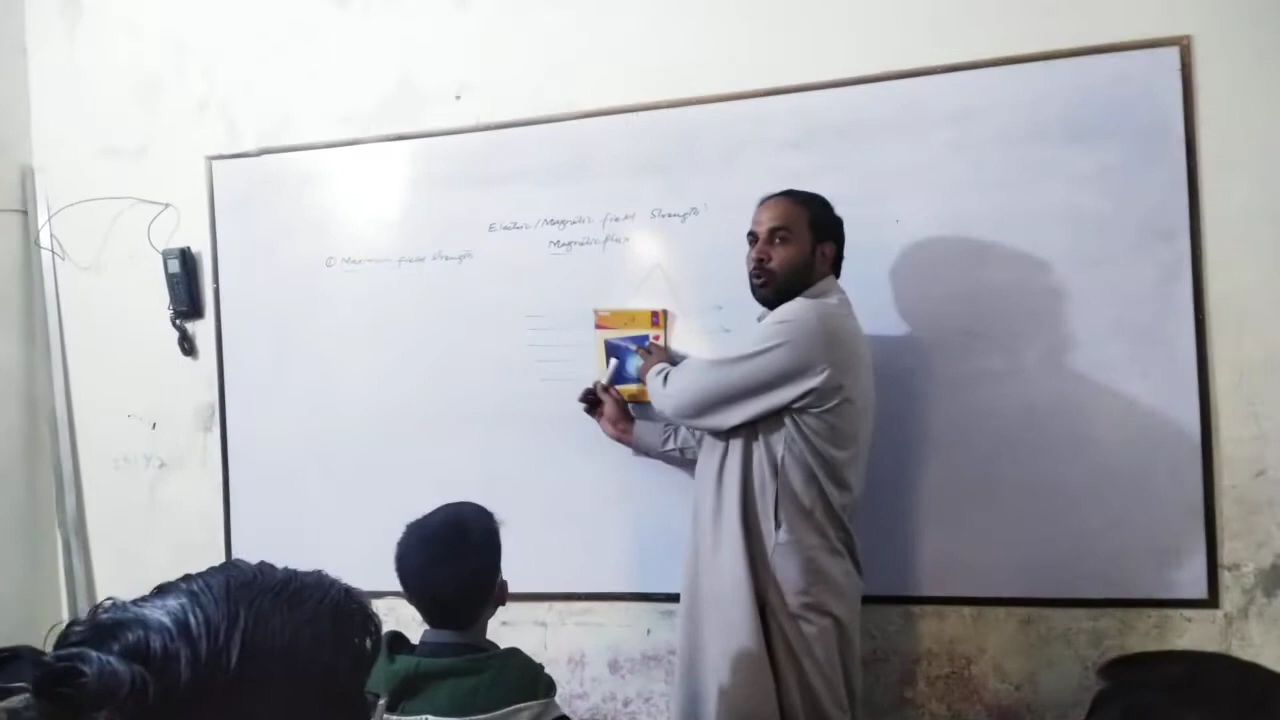 Electric/Magnetic field Strength
Magnetic flux
① Maximum field strength